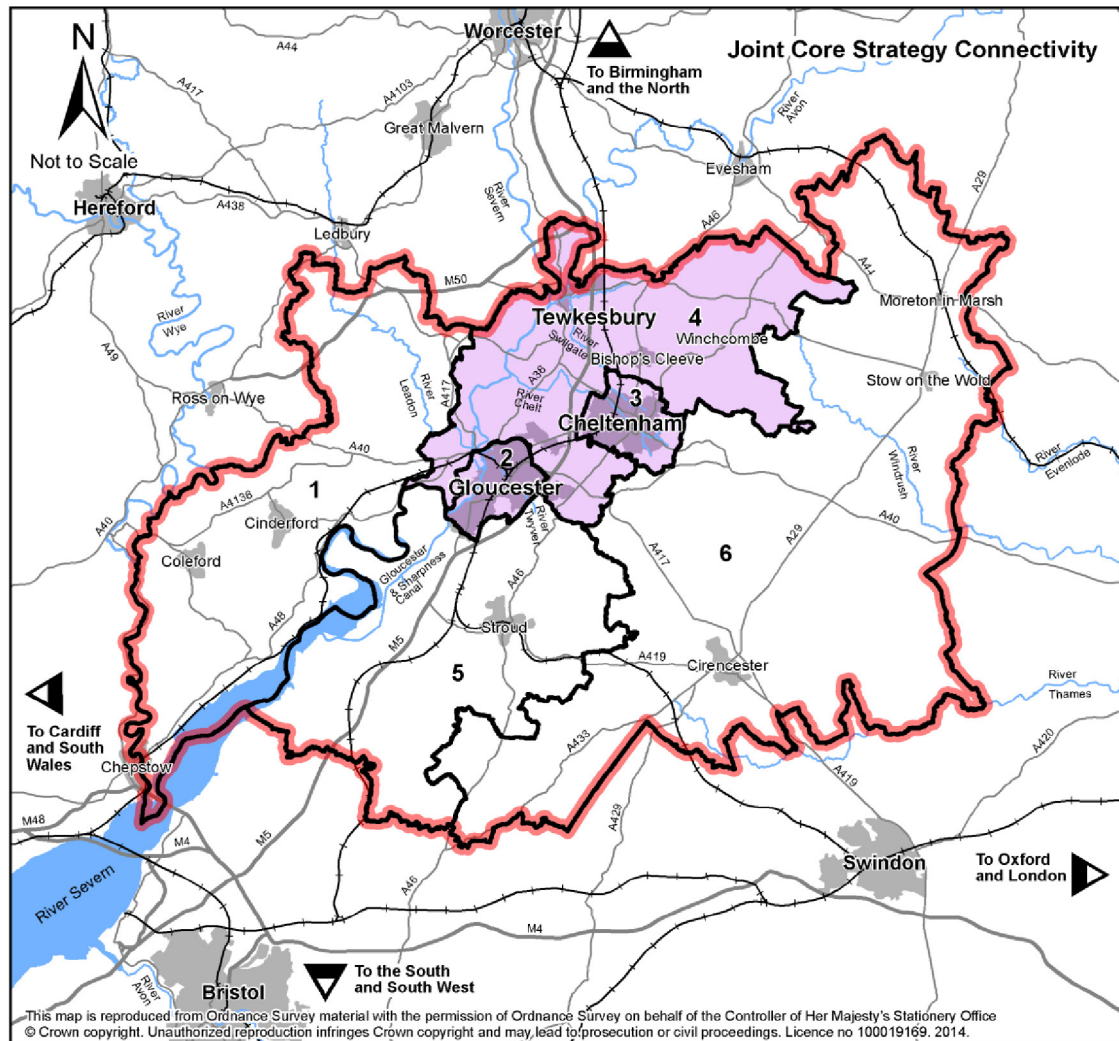 Joint Core Strategy Connectivity
N
Not to Scale
Worcester
To Birmingham
and the North
A44
A417
A4103
Great Malvern
River
Avon
Evesham
River
Severn
A29
Hereford
A438
Ledbury
A46
M50
A44
Moreton in Marsh
River
Wye
Tewkesbury
4
River
Swilgate
Winchcombe
Bishop's Cleeve
A49
Stow on the Wold
Ross on Wye
River
Leadon
A417
A38
River
Chelt
3
Cheltenham
A40
2
Gloucester
River
Windrush
River
Evenlode
1
A4136
Cinderford
A40
Coleford
River
Twyver
A40
A29
6
A417
Gloucester
& Sharpness
Canal
A48
A46
Stroud
M5
A419
Cirencester
5
River
Thames
To Cardiff
and South
Wales
Chepstow
A433
A420
A419
M48
M4
M5
A429
Swindon
To Oxford
and London
River Severn
A46
M4
River
Avon
Bristol
To the South
and South West
This map is reproduced from Ordnance Survey material with the permission of Ordnance Survey on behalf of the Controller of Her Majesty's Stationery Office
© Crown copyright. Unauthorized reproduction infringes Crown copyright and may lead to prosecution or civil proceedings. Licence no 100019169. 2014.